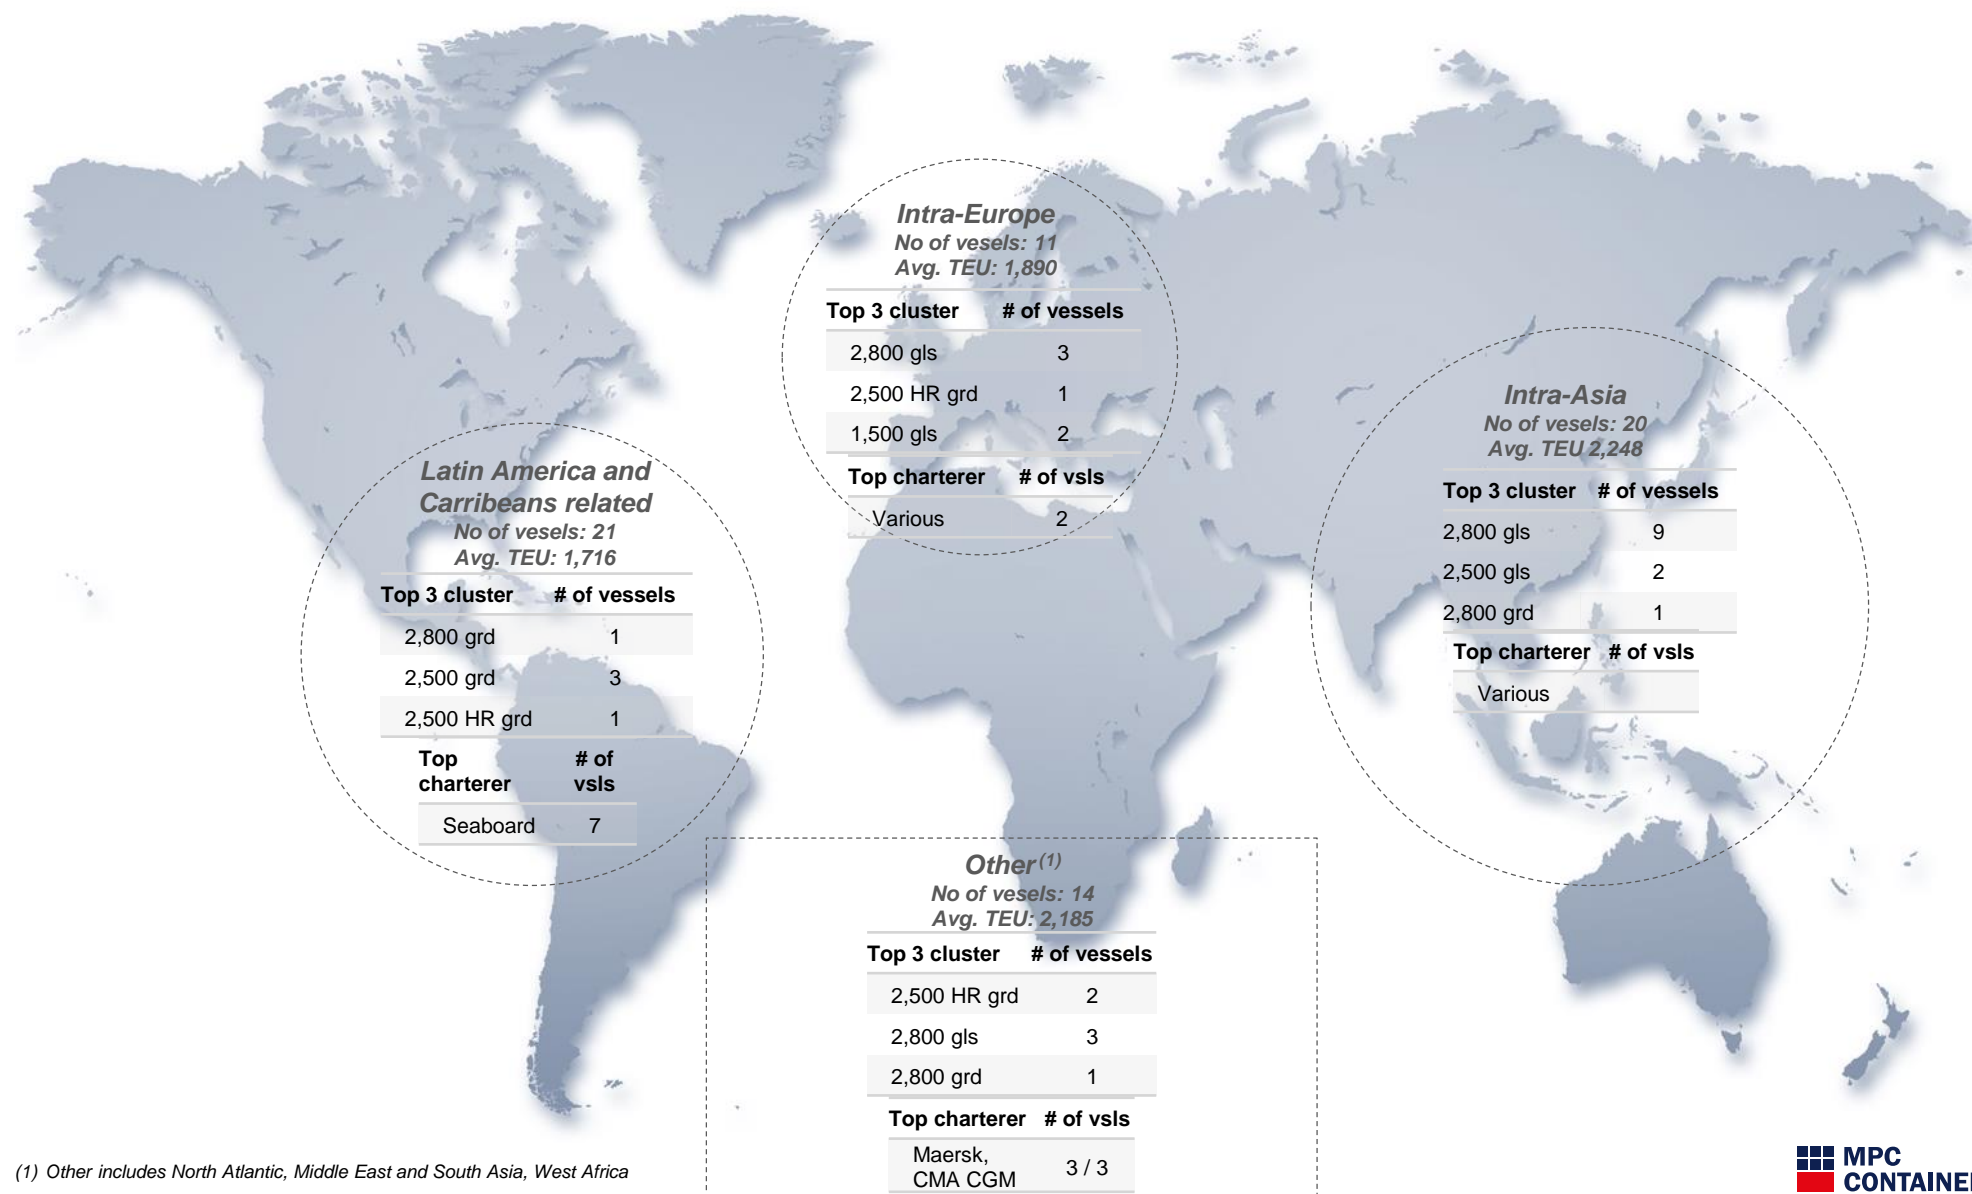 Intra-Europe
No of vesels: 11
Avg. TEU: 1,890
Top 3 cluster # of vessels
2,800 gls 3
2,500 HR grd 1
1,500 gls 2
Top charterer # of vsls
Various 2
Intra-Asia
No of vesels: 20
Avg. TEU 2,248
Top 3 cluster # of vessels
2,800 gls 9
2,500 gls 2
2,800 grd 1
Top charterer # of vsls
Various
Latin America and
Carribeans related
No of vesels: 21
Avg. TEU: 1,716
Top 3 cluster # of vessels
2,800 grd 1
2,500 grd 3
2,500 HR grd 1
Top # of
charterer vsls
Seaboard 7
Other (1)
No of vesels: 14
Avg. TEU: 2,185
Top 3 cluster # of vessels
2,500 HR grd 2
2,800 gls 3
2,800 grd 1
Top charterer # of vsls
Maersk,
CMA CGM 3 / 3
(1) Other includes North Atlantic, Middle East and South Asia, West Africa
MPC
CONTAINE